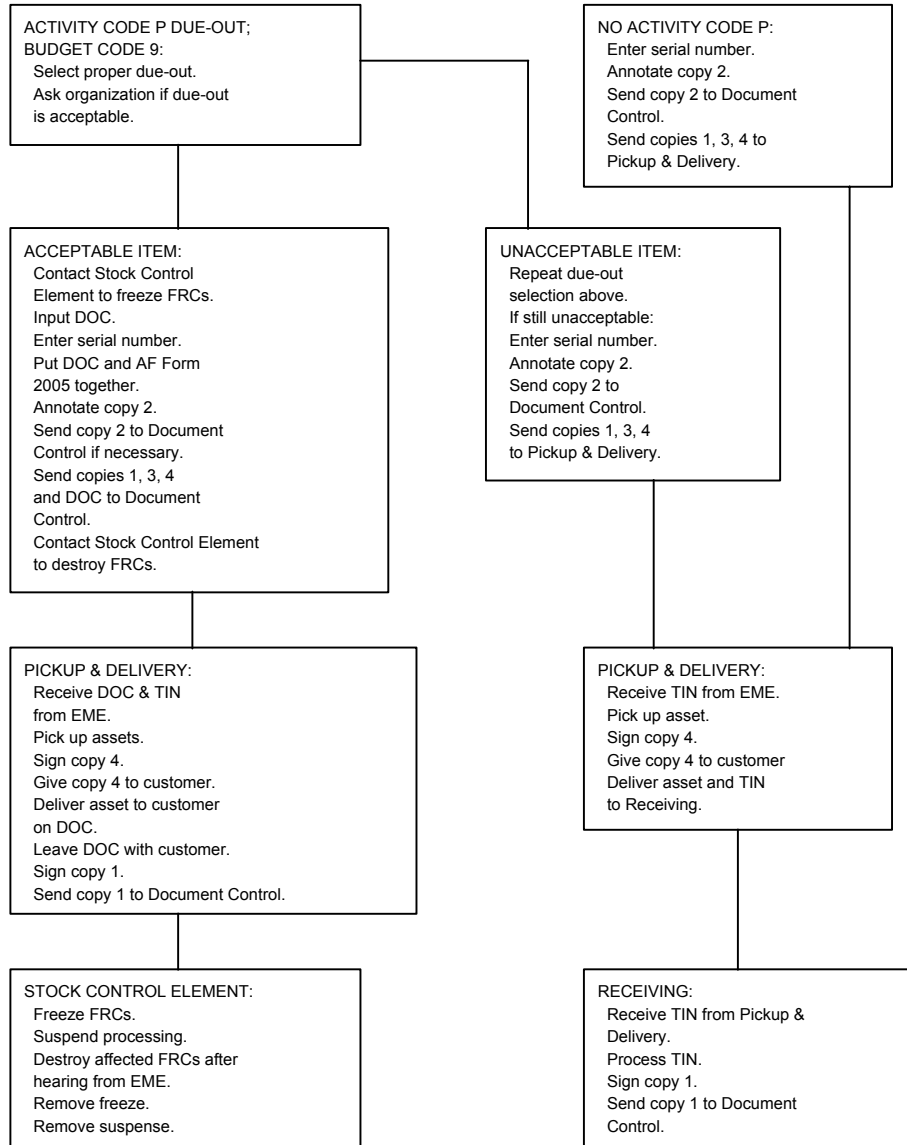 ACTIVITY CODE P DUE-OUT;
BUDGET CODE 9:
Select proper due-out.
Ask organization if due-out
is acceptable.
NO ACTIVITY CODE P:
Enter serial number.
Annotate copy 2.
Send copy 2 to Document
Control.
Send copies 1, 3, 4 to
Pickup & Delivery.
ACCEPTABLE ITEM:
Contact Stock Control
Element to freeze FRCs.
Input DOC.
Enter serial number.
Put DOC and AF Form
2005 together.
Annotate copy 2.
Send copy 2 to Document
Control if necessary.
Send copies 1, 3, 4
and DOC to Document
Control.
Contact Stock Control Element
to destroy FRCs.
UNACCEPTABLE ITEM:
Repeat due-out
selection above.
If still unacceptable:
Enter serial number.
Annotate copy 2.
Send copy 2 to
Document Control.
Send copies 1, 3, 4
to Pickup & Delivery.
PICKUP & DELIVERY:
Receive DOC & TIN
from EME.
Pick up assets.
Sign copy 4.
Give copy 4 to customer.
Deliver asset to customer
on DOC.
Leave DOC with customer.
Sign copy 1.
Send copy 1 to Document Control.
PICKUP & DELIVERY:
Receive TIN from EME.
Pick up asset.
Sign copy 4.
Give copy 4 to customer
Deliver asset and TIN
to Receiving.
STOCK CONTROL ELEMENT:
Freeze FRCs.
Suspend processing.
Destroy affected FRCs after
hearing from EME.
Remove freeze.
Remove suspense.
RECEIVING:
Receive TIN from Pickup &
Delivery.
Process TIN.
Sign copy 1.
Send copy 1 to Document
Control.